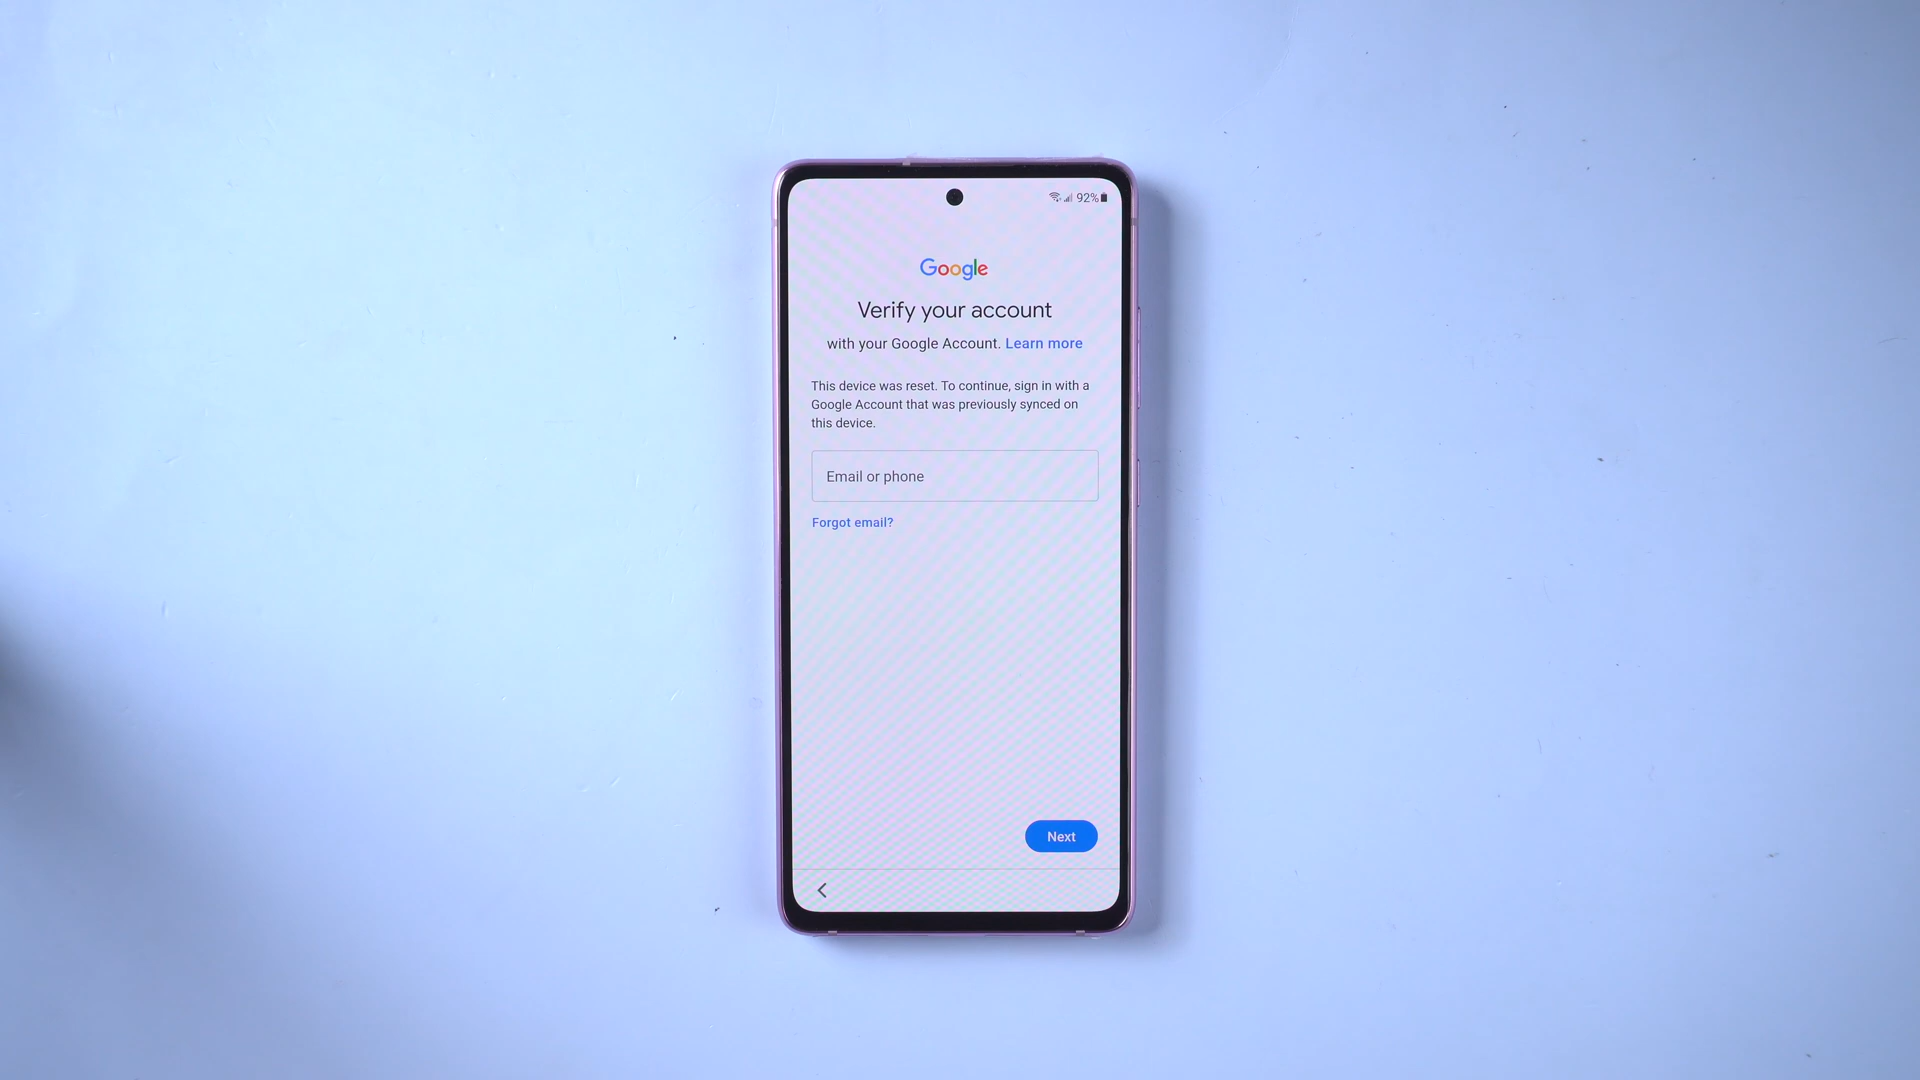 92%
Google
Verify your account
with your Google Account. Learn more
This device was reset. To continue, sign in with a
Google Account that was previously synced on
this device.
Email or phone
Forgot email?
Next